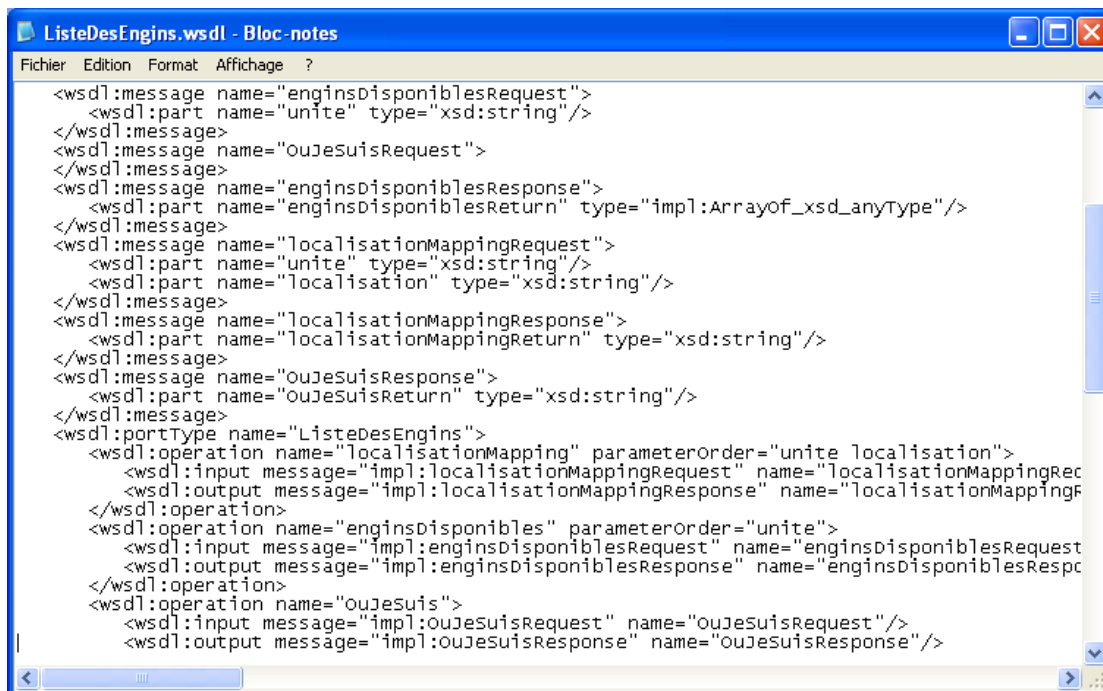 ListeDesEngins.wsdl - Bloc-notes
Fichier Edition Format Affichage ?
<wsdl:message name="enginsDisponiblesRequest">
<wsdl:part name="unite" type="xsd:string"/>
</wsdl:message>
<wsdl:message name="OuJeSuisRequest">
</wsdl:message>
<wsdl:message name="enginsDisponiblesResponse">
<wsdl:part name="enginsDisponiblesReturn" type="impl:ArrayOf_xsd_anyType"/>
</wsdl:message>
<wsdl:message name="localisationMappingRequest">
<wsdl:part name="unite" type="xsd:string"/>
<wsdl:part name="localisation" type="xsd:string"/>
</wsdl:message>
<wsdl:message name="localisationMappingResponse">
<wsdl:part name="localisationMappingReturn" type="xsd:string"/>
</wsdl:message>
<wsdl:message name="OuJeSuisResponse">
<wsdl:part name="OuJeSuisReturn" type="xsd:string"/>
</wsdl:message>
<wsdl:portType name="ListeDesEngins">
<wsdl:operation name="localisationMapping" parameterOrder="unite localisation">
<wsdl:input message="impl:localisationMappingRequest" name="localisationMappingReq
<wsdl:output message="impl:localisationMappingResponse" name="localisationMappingR
</wsdl:operation>
<wsdl:operation name="enginsDisponibles" parameterOrder="unite">
<wsdl:input message="impl:enginsDisponiblesRequest" name="enginsDisponiblesRequest
<wsdl:output message="impl:enginsDisponiblesResponse" name="enginsDisponiblesRespo
</wsdl:operation>
<wsdl:operation name="OuJeSuis">
<wsdl:input message="impl:OuJeSuisRequest" name="OuJeSuisRequest"/>
<wsdl:output message="impl:OuJeSuisResponse" name="OuJeSuisResponse"/>